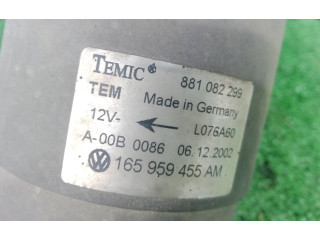 TEMIC® 881 082 299
TEM Made in Germany
12V- L076A60
A-00B 0086 06.12.2002
VW 165 959 455 AM